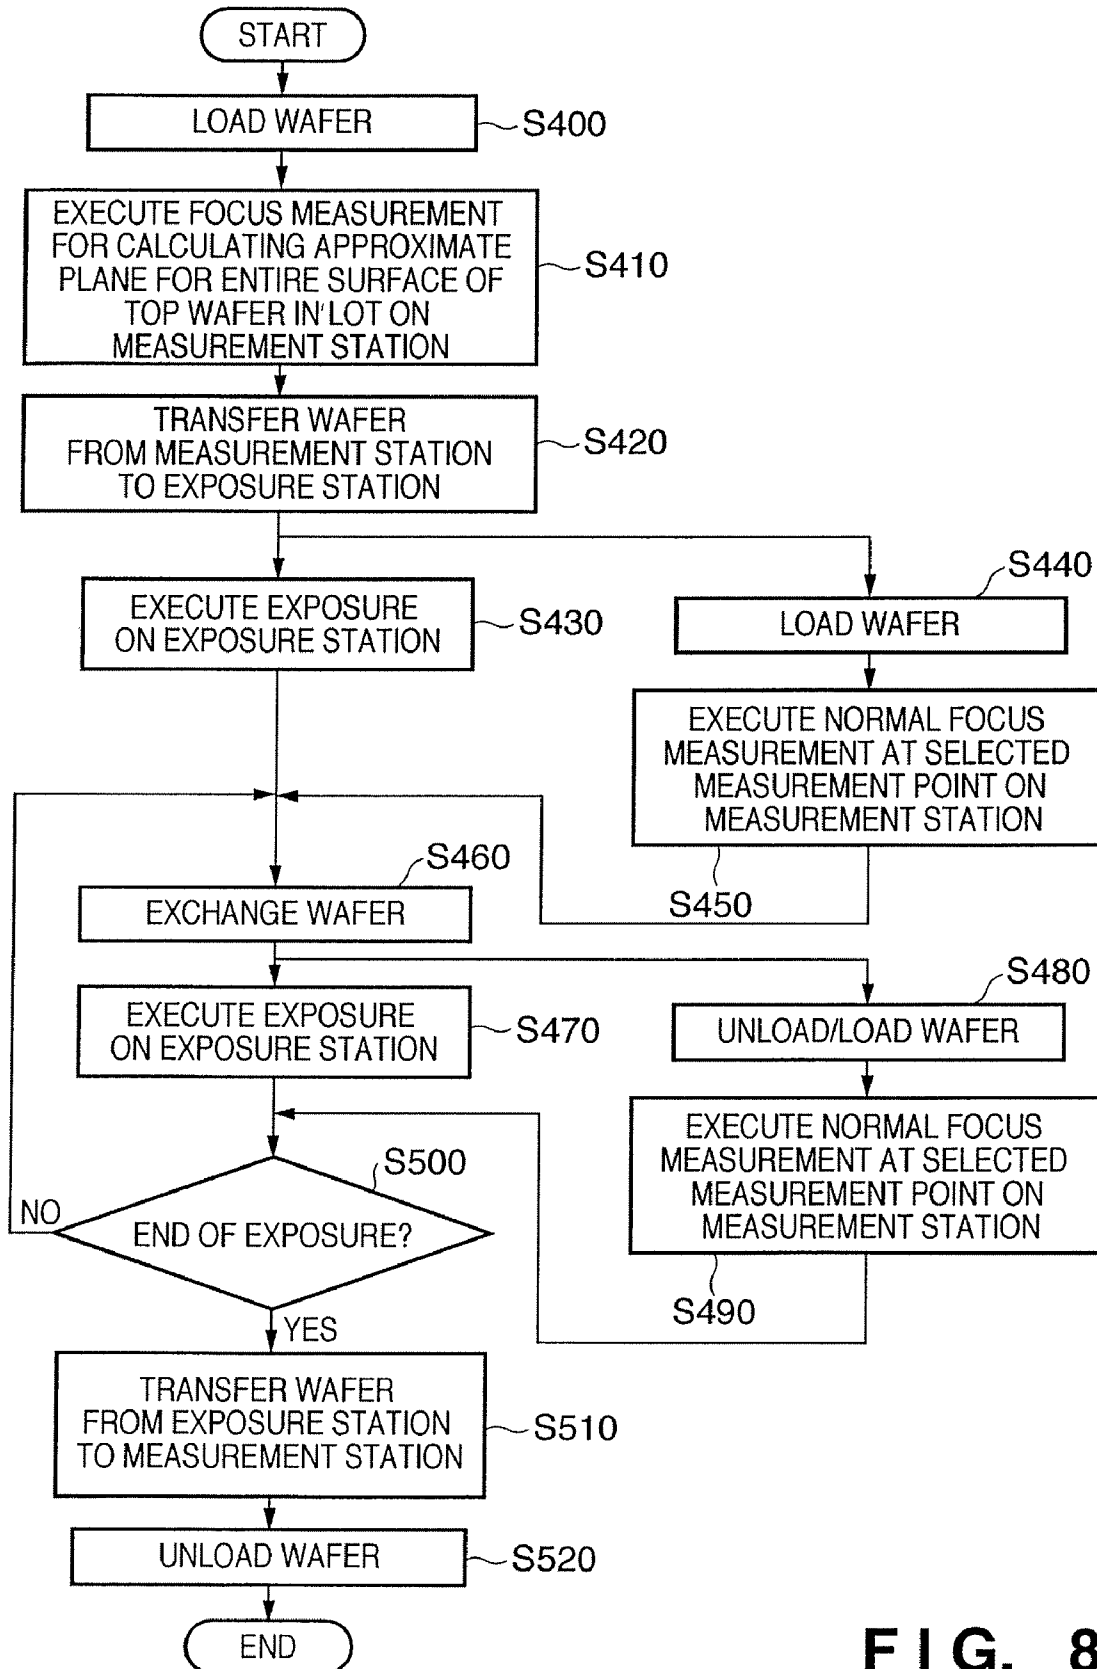 START
LOAD WAFER
S400
EXECUTE FOCUS MEASUREMENT
FOR CALCULATING APPROXIMATE
PLANE FOR ENTIRE SURFACE OF
TOP WAFER IN LOT ON
MEASUREMENT STATION
S410
TRANSFER WAFER
FROM MEASUREMENT STATION
TO EXPOSURE STATION
S420
EXECUTE EXPOSURE
ON EXPOSURE STATION
S430
S440
LOAD WAFER
EXECUTE NORMAL FOCUS
MEASUREMENT AT SELECTED
MEASUREMENT POINT ON
MEASUREMENT STATION
S450
S460
EXCHANGE WAFER
EXECUTE EXPOSURE
ON EXPOSURE STATION
S470
S480
UNLOAD/LOAD WAFER
EXECUTE NORMAL FOCUS
MEASUREMENT AT SELECTED
MEASUREMENT POINT ON
MEASUREMENT STATION
S490
S500
END OF EXPOSURE?
NO
YES
TRANSFER WAFER
FROM EXPOSURE STATION
TO MEASUREMENT STATION
S510
UNLOAD WAFER
S520
END
FIG. 8